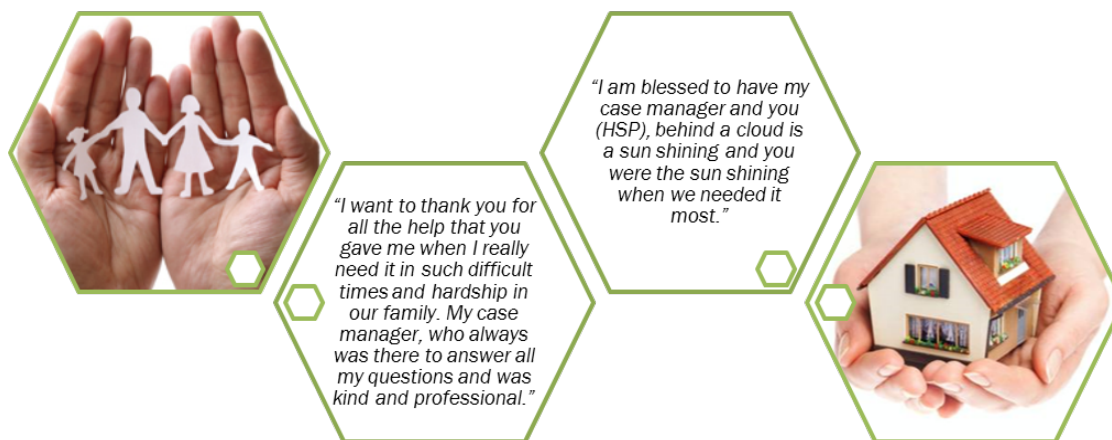 “I want to thank you for
all the help that you
gave me when I really
need it in such difficult
times and hardship in
our family. My case
manager, who always
was there to answer all
my questions and was
kind and professional.”
“I am blessed to have my
case manager and you
(HSP), behind a cloud is
a sun shining and you
were the sun shining
when we needed it
most.”